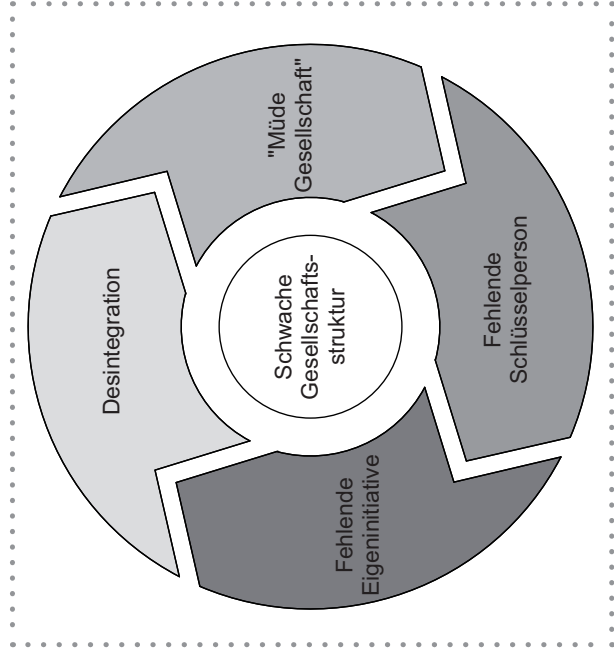 Desintegration
"Müde
Gesellschaft"
Fehlende
Schlüsselperson
Fehlende
Eigeninitiative
Schwache
Gesellschafts-
struktur